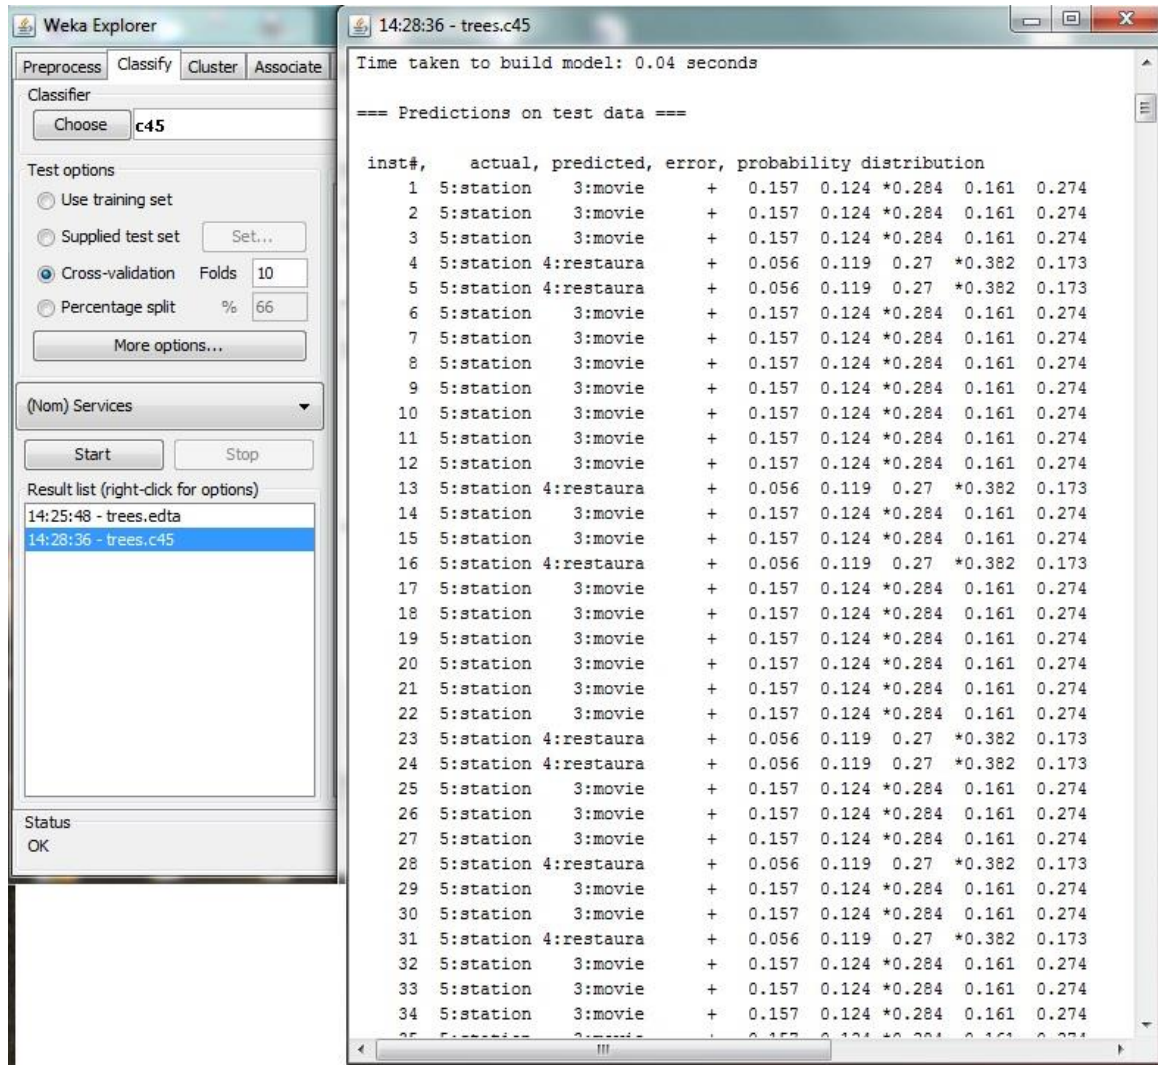 Weka Explorer
Preprocess Classify Cluster Associate
Classifier
Choose c45
Test options
Use training set
Supplied test set Set...
Cross-validation Folds 10
Percentage split % 66
More options...
(Nom) Services
Start Stop
Result list (right-click for options)
14:25:48 - trees.edta
14:28:36 - trees.c45
Status
OK
14:28:36 - trees.c45
Time taken to build model: 0.04 seconds
=== Predictions on test data ===
inst#, actual, predicted, error, probability distribution
1 5:station 3:movie + 0.157 0.124 *0.284 0.161 0.274
2 5:station 3:movie + 0.157 0.124 *0.284 0.161 0.274
3 5:station 3:movie + 0.157 0.124 *0.284 0.161 0.274
4 5:station 4:restaura + 0.056 0.119 0.27 *0.382 0.173
5 5:station 4:restaura + 0.056 0.119 0.27 *0.382 0.173
6 5:station 3:movie + 0.157 0.124 *0.284 0.161 0.274
7 5:station 3:movie + 0.157 0.124 *0.284 0.161 0.274
8 5:station 3:movie + 0.157 0.124 *0.284 0.161 0.274
9 5:station 3:movie + 0.157 0.124 *0.284 0.161 0.274
10 5:station 3:movie + 0.157 0.124 *0.284 0.161 0.274
11 5:station 3:movie + 0.157 0.124 *0.284 0.161 0.274
12 5:station 3:movie + 0.157 0.124 *0.284 0.161 0.274
13 5:station 4:restaura + 0.056 0.119 0.27 *0.382 0.173
14 5:station 3:movie + 0.157 0.124 *0.284 0.161 0.274
15 5:station 3:movie + 0.157 0.124 *0.284 0.161 0.274
16 5:station 4:restaura + 0.056 0.119 0.27 *0.382 0.173
17 5:station 3:movie + 0.157 0.124 *0.284 0.161 0.274
18 5:station 3:movie + 0.157 0.124 *0.284 0.161 0.274
19 5:station 3:movie + 0.157 0.124 *0.284 0.161 0.274
20 5:station 3:movie + 0.157 0.124 *0.284 0.161 0.274
21 5:station 3:movie + 0.157 0.124 *0.284 0.161 0.274
22 5:station 3:movie + 0.157 0.124 *0.284 0.161 0.274
23 5:station 4:restaura + 0.056 0.119 0.27 *0.382 0.173
24 5:station 4:restaura + 0.056 0.119 0.27 *0.382 0.173
25 5:station 3:movie + 0.157 0.124 *0.284 0.161 0.274
26 5:station 3:movie + 0.157 0.124 *0.284 0.161 0.274
27 5:station 3:movie + 0.157 0.124 *0.284 0.161 0.274
28 5:station 4:restaura + 0.056 0.119 0.27 *0.382 0.173
29 5:station 3:movie + 0.157 0.124 *0.284 0.161 0.274
30 5:station 3:movie + 0.157 0.124 *0.284 0.161 0.274
31 5:station 4:restaura + 0.056 0.119 0.27 *0.382 0.173
32 5:station 3:movie + 0.157 0.124 *0.284 0.161 0.274
33 5:station 3:movie + 0.157 0.124 *0.284 0.161 0.274
34 5:station 3:movie + 0.157 0.124 *0.284 0.161 0.274